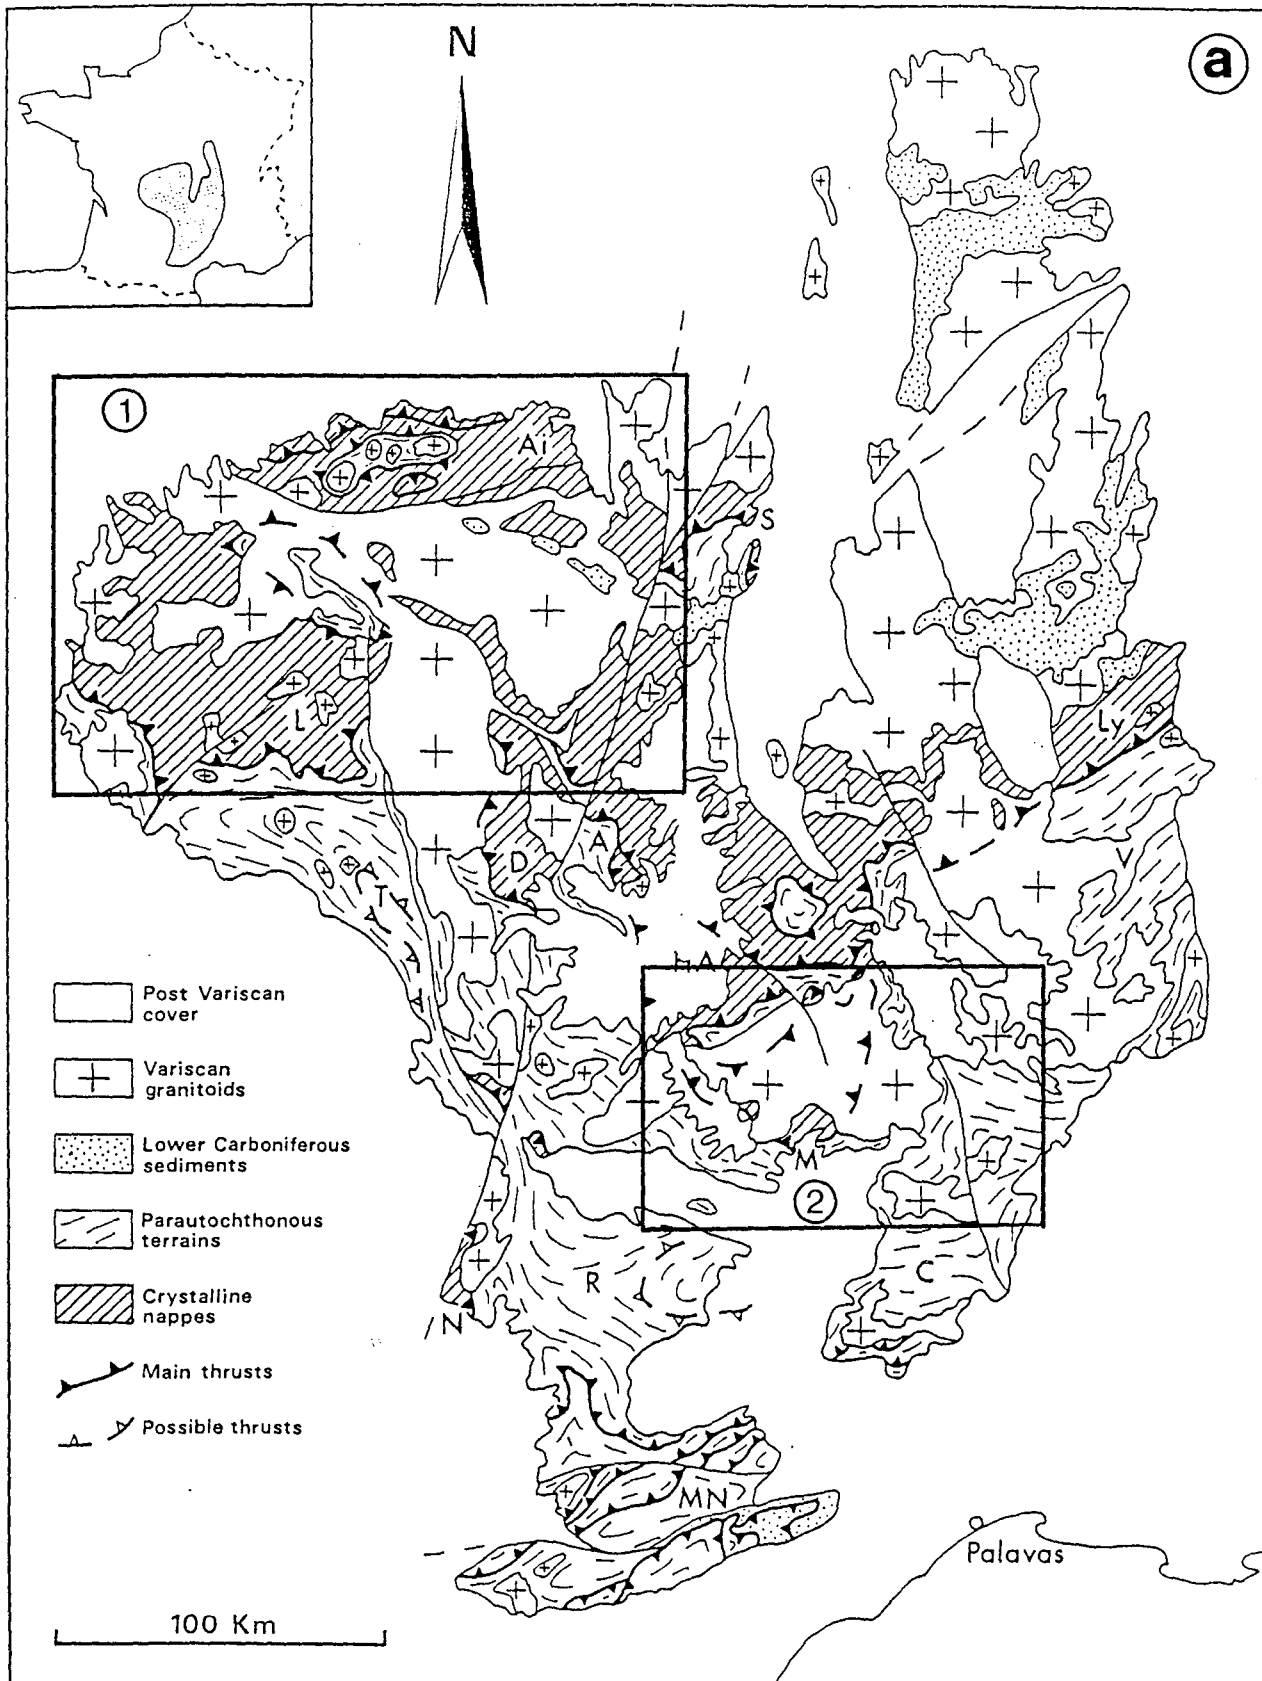 N
a
1
Ai
S
L
Ly
D
A
V
T
HA
Post Variscan
cover
Variscan
granitoids
Lower Carboniferous
sediments
Parautochthonous
terrains
Crystalline
nappes
Main thrusts
Possible thrusts
M
2
R
C
N
MN
Palavas
100 Km